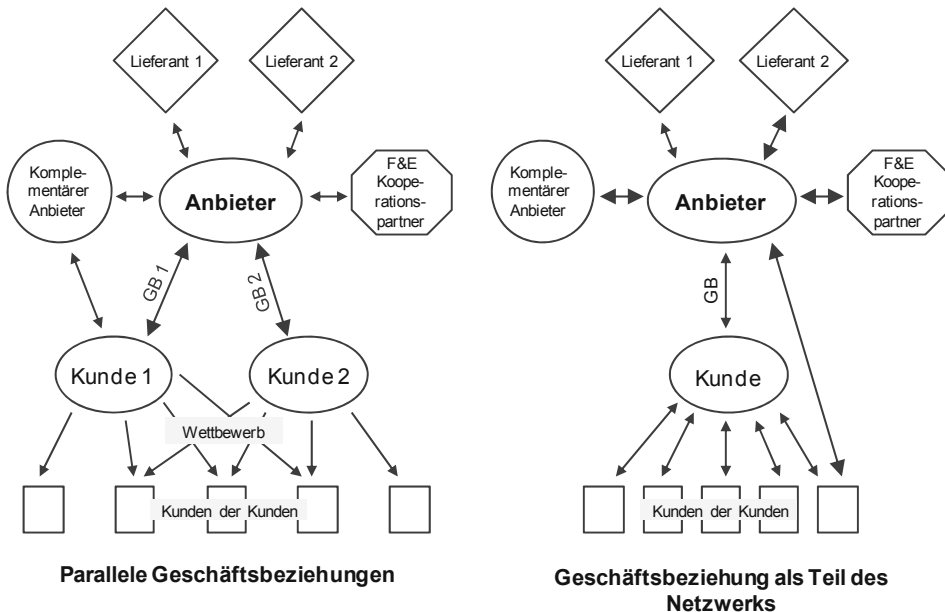 Lieferant 1
Lieferant 2
Komple-
mentärer
Anbieter
Anbieter
F&E
Koope-
rations-
partner
GB 1
GB 2
Kunde 1
Kunde 2
Wettbewerb
Kunden der Kunden
Parallele Geschäftsbeziehungen
Lieferant 1
Lieferant 2
Komple-
mentärer
Anbieter
Anbieter
F&E
Koope-
rations-
partner
GB
Kunde
Kunden der Kunden
Geschäftsbeziehung als Teil des
Netzwerks